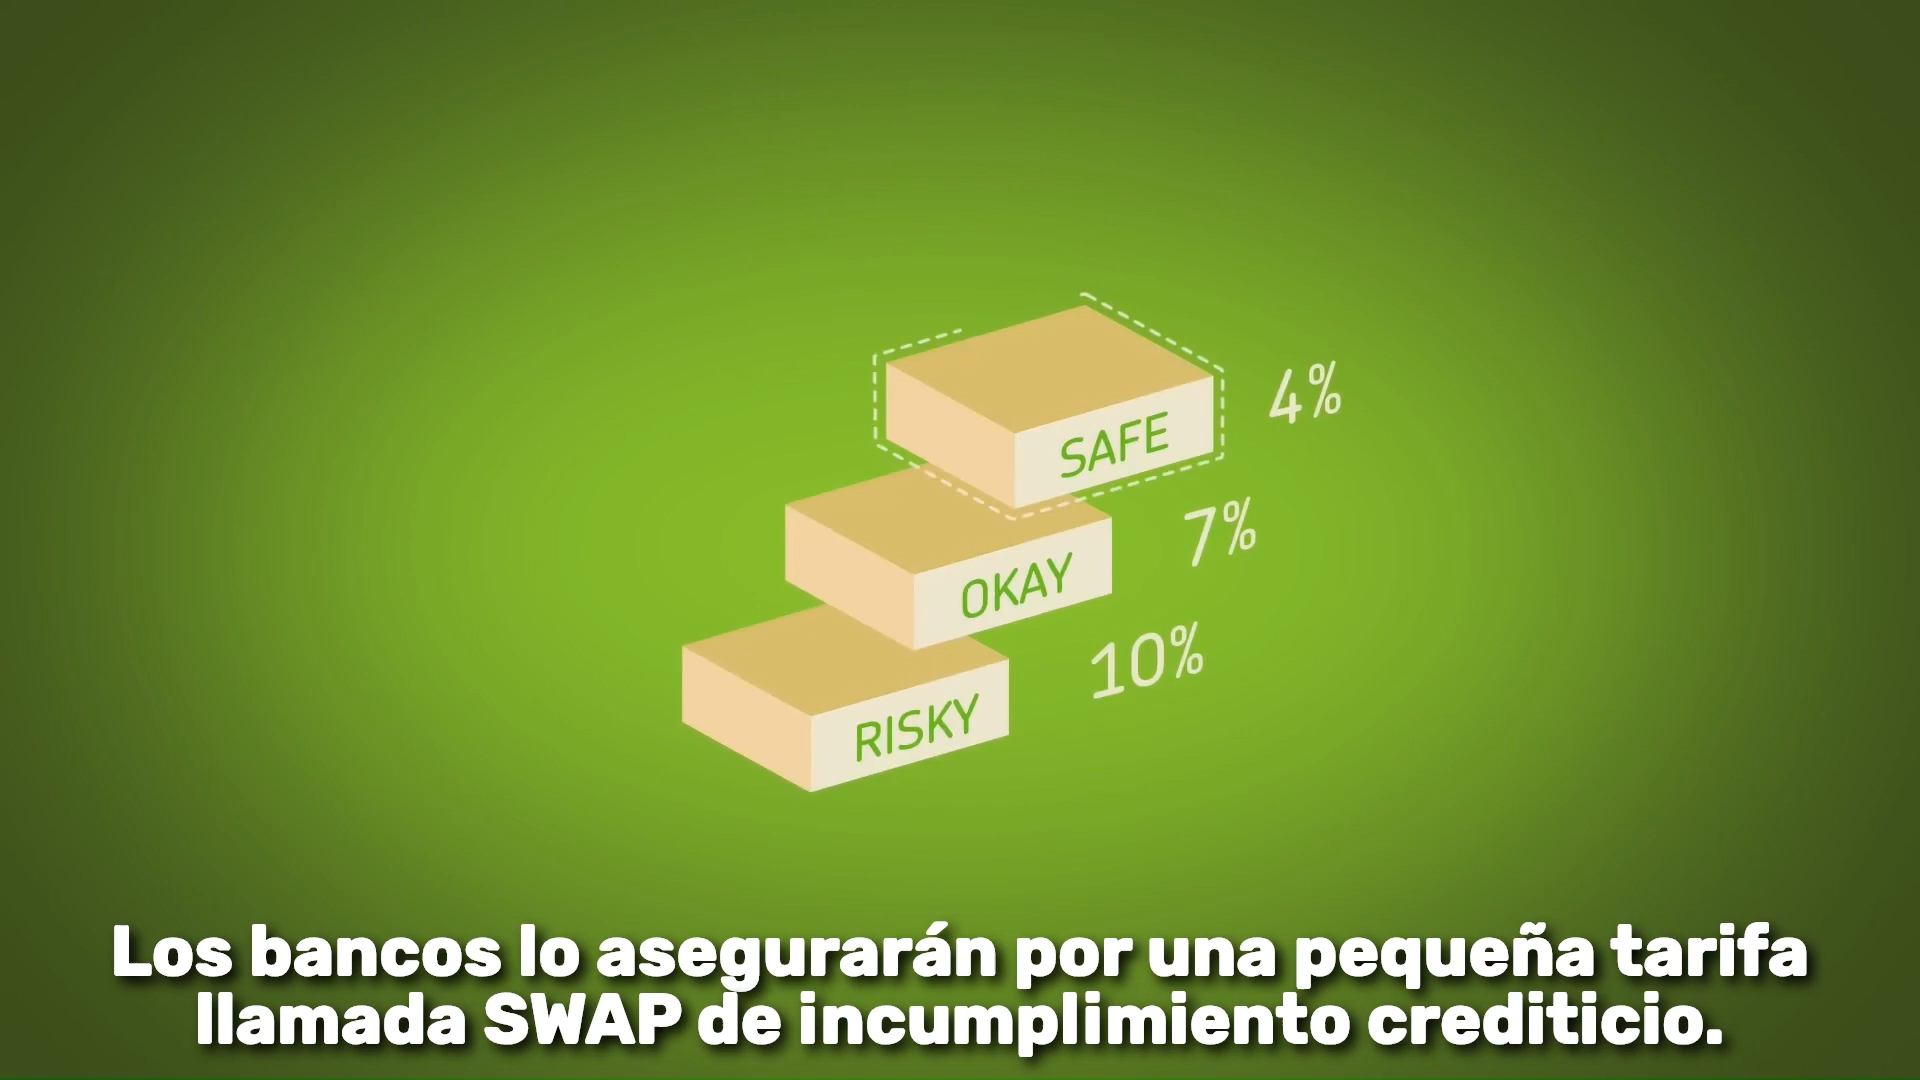 SAFE
4%
OKAY
7%
RISKY
10%
Los bancos lo asegurarán por una pequeña tarifa
llamada SWAP de incumplimiento crediticio.